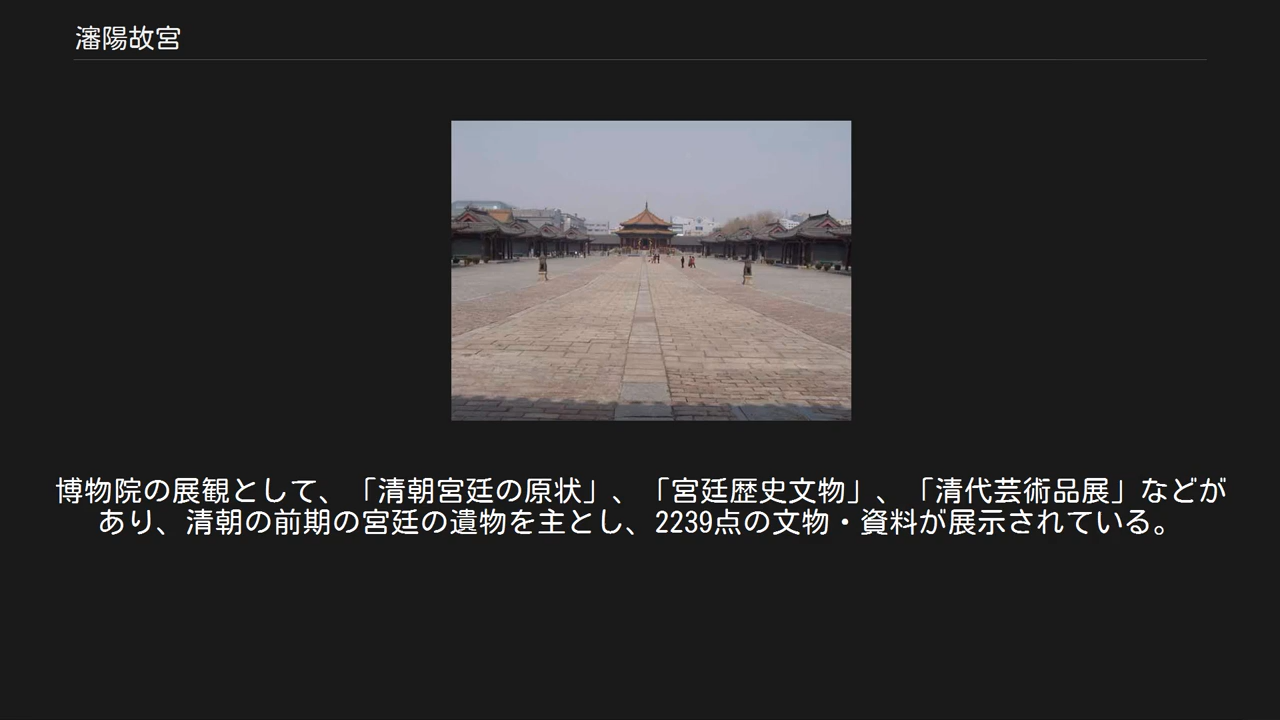 瀋陽故宮
博物院の展観として、「清朝宮廷の原状」、「宮廷歴史文物」、「清代芸術品展」などが
あり、清朝の前期の宮廷の遺物を主とし、2239点の文物・資料が展示されている。